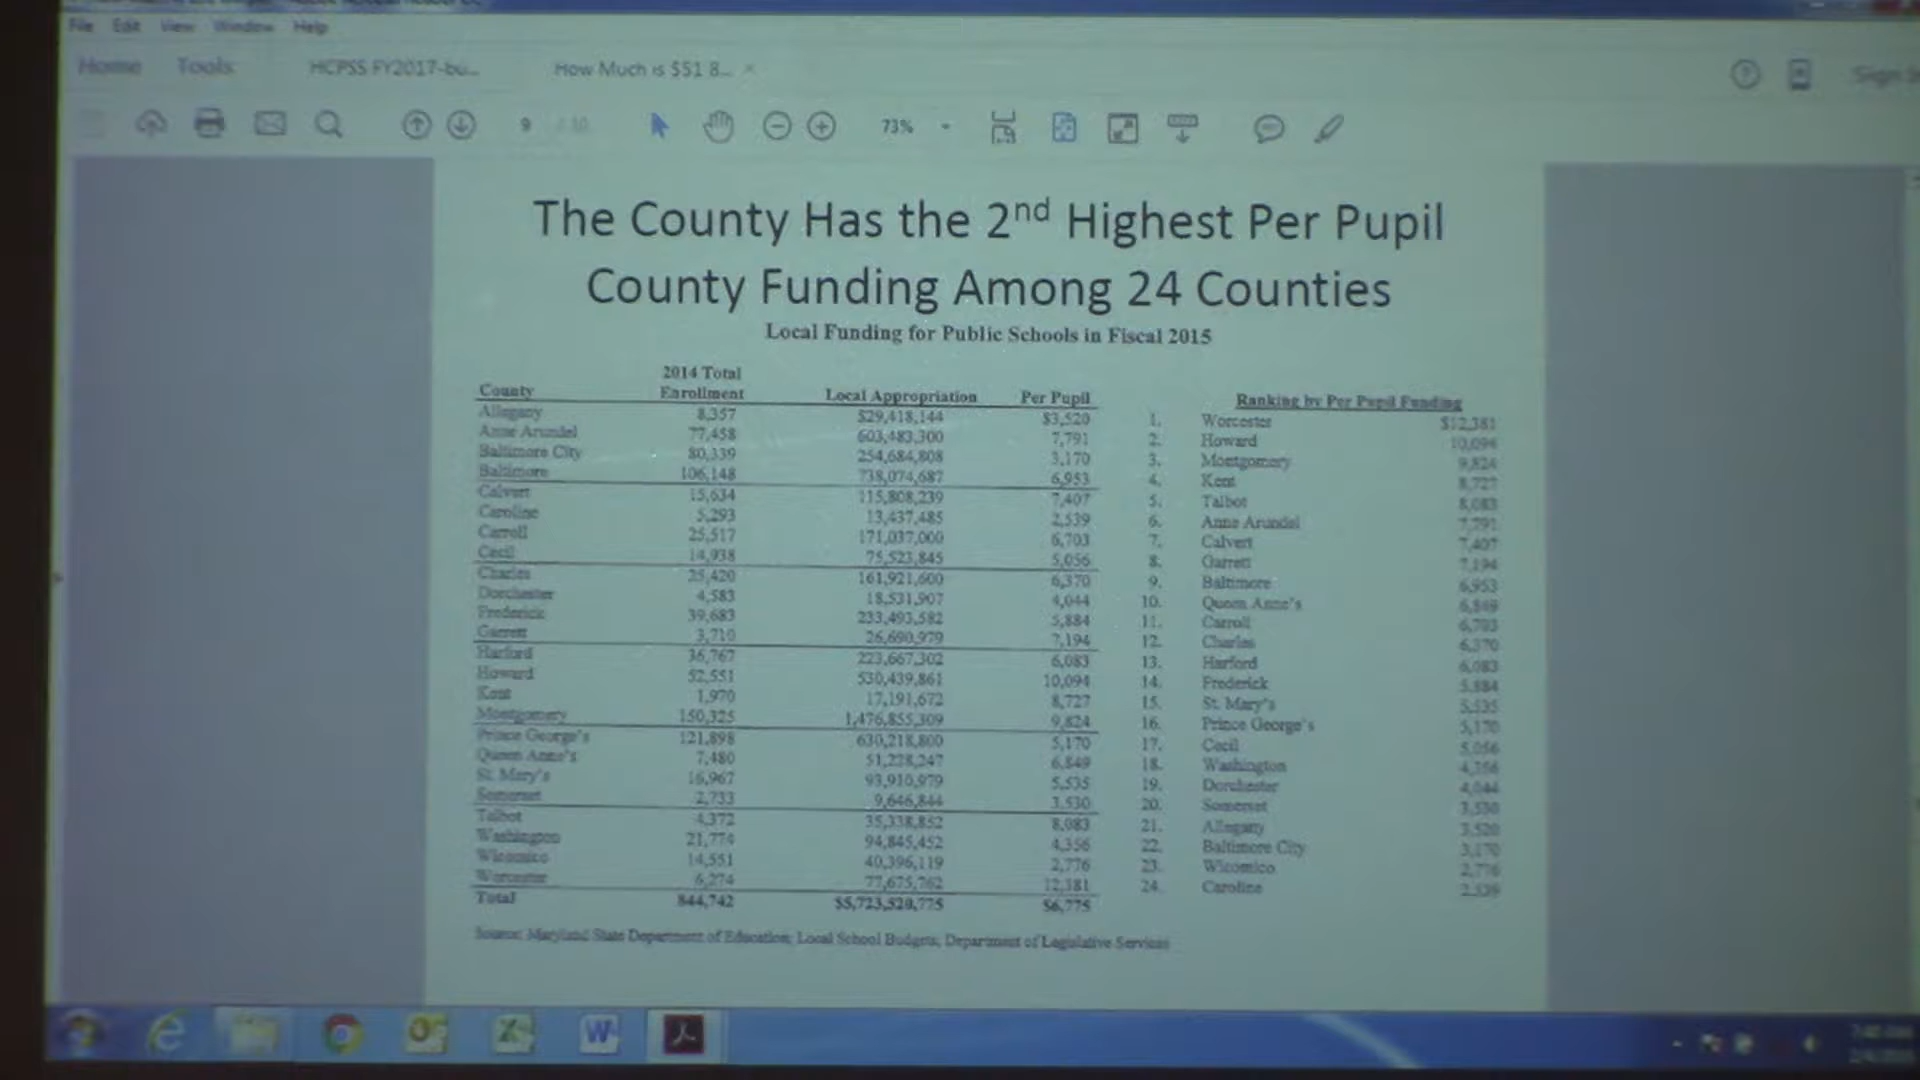 File Edit View Window Help
Home Tools HCPSS FY2017-bu... How Much is $51 8... ×
9 / 10 73%
The County Has the 2nd Highest Per Pupil
County Funding Among 24 Counties
Local Funding for Public Schools in Fiscal 2015
County 2014 Total Enrollment Local Appropriation Per Pupil
Allegany 8,357 $29,418,144 $3,520
Anne Arundel 77,458 603,483,300 7,791
Baltimore City 80,339 254,684,808 3,170
Baltimore 106,148 738,074,687 6,953
Calvert 15,634 115,808,239 7,407
Caroline 5,293 13,437,485 2,539
Carroll 25,517 171,037,000 6,703
Cecil 14,938 75,523,845 5,056
Charles 25,420 161,921,600 6,370
Dorchester 4,583 18,531,907 4,044
Frederick 39,683 233,493,582 5,884
Garrett 3,710 26,690,979 7,194
Harford 36,767 223,667,302 6,083
Howard 52,551 530,439,861 10,094
Kent 1,970 17,191,672 8,727
Montgomery 150,325 1,476,855,309 9,824
Prince George's 121,898 630,218,800 5,170
Queen Anne's 7,480 51,228,247 6,849
St. Mary's 16,967 93,910,979 5,535
Somerset 2,733 9,646,844 3,530
Talbot 4,372 35,338,852 8,083
Washington 21,774 94,845,452 4,356
Wicomico 14,551 40,396,119 2,776
Worcester 6,274 77,675,762 12,381
Total 844,742 $5,723,520,775 $6,775
Ranking by Per Pupil Funding
1. Worcester $12,381
2. Howard 10,094
3. Montgomery 9,824
4. Kent 8,727
5. Talbot 8,083
6. Anne Arundel 7,791
7. Calvert 7,407
8. Garrett 7,194
9. Baltimore 6,953
10. Queen Anne's 6,849
11. Carroll 6,703
12. Charles 6,370
13. Harford 6,083
14. Frederick 5,884
15. St. Mary's 5,535
16. Prince George's 5,170
17. Cecil 5,056
18. Washington 4,356
19. Dorchester 4,044
20. Somerset 3,530
21. Allegany 3,520
22. Baltimore City 3,170
23. Wicomico 2,776
24. Caroline 2,539
Source: Maryland State Department of Education; Local School Budgets; Department of Legislative Services